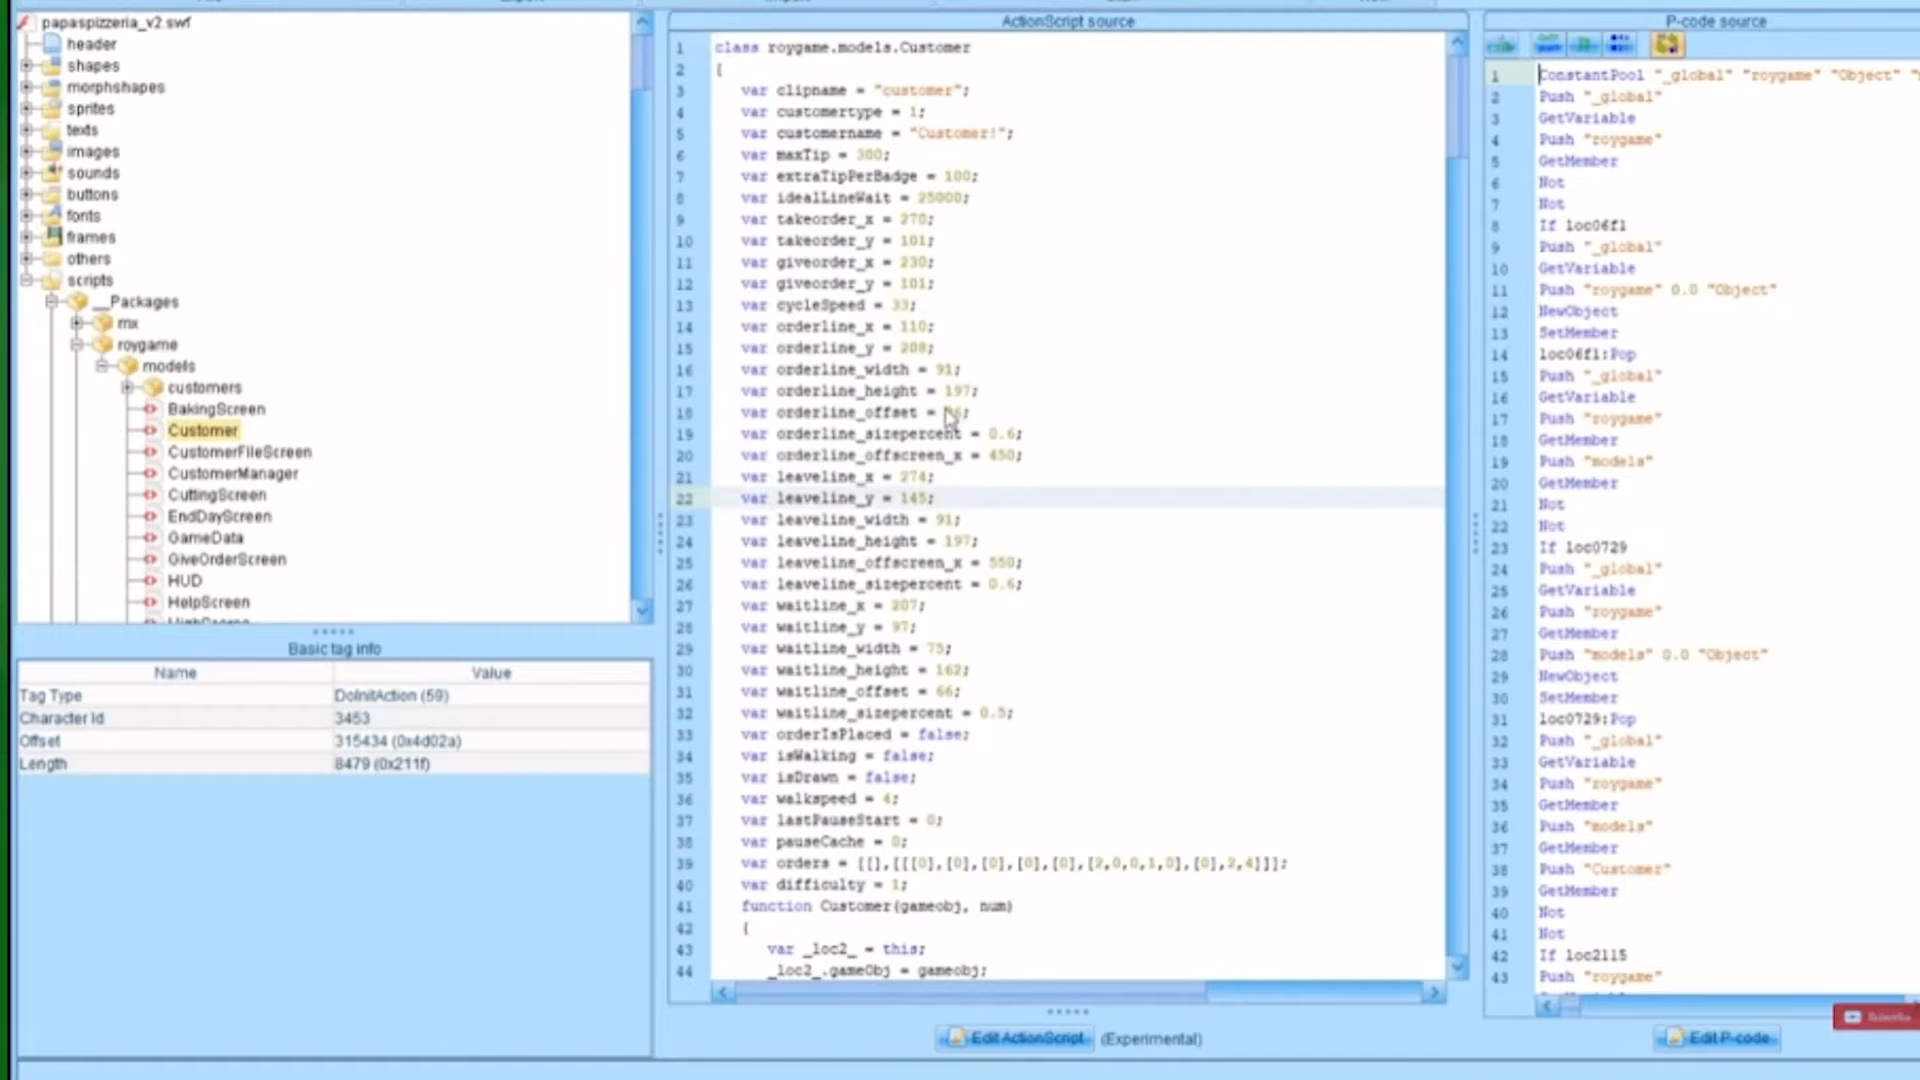 papaspizzeria_v2.swf
header
shapes
morphshapes
sprites
texts
images
sounds
buttons
fonts
frames
others
scripts
__Packages
mx
roygame
models
customers
BakingScreen
Customer
CustomerFileScreen
CustomerManager
CuttingScreen
EndDayScreen
GameData
GiveOrderScreen
HUD
HelpScreen
Basic tag info
Name Value
Tag Type DoInitAction (59)
Character Id 3453
Offset 315434 (0x4d02a)
Length 8479 (0x211f)
ActionScript source
1 class roygame.models.Customer
2 {
3 var clipname = "customer";
4 var customertype = 1;
5 var customername = "Customer!";
6 var maxTip = 300;
7 var extraTipPerBadge = 100;
8 var idealLineWait = 25000;
9 var takeorder_x = 270;
10 var takeorder_y = 101;
11 var giveorder_x = 230;
12 var giveorder_y = 101;
13 var cycleSpeed = 33;
14 var orderline_x = 110;
15 var orderline_y = 208;
16 var orderline_width = 91;
17 var orderline_height = 197;
18 var orderline_offset =
19 var orderline_sizepercent = 0.6;
20 var orderline_offscreen_x = 450;
21 var leaveline_x = 274;
22 var leaveline_y = 145;
23 var leaveline_width = 91;
24 var leaveline_height = 197;
25 var leaveline_offscreen_x = 550;
26 var leaveline_sizepercent = 0.6;
27 var waitline_x = 207;
28 var waitline_y = 97;
29 var waitline_width = 75;
30 var waitline_height = 162;
31 var waitline_offset = 66;
32 var waitline_sizepercent = 0.5;
33 var orderIsPlaced = false;
34 var isWalking = false;
35 var isDrawn = false;
36 var walkspeed = 4;
37 var lastPauseStart = 0;
38 var pauseCache = 0;
39 var orders = [[],[[[0],[0],[0],[0],[0],[2,0,0,1,0],[0],2,4]]];
40 var difficulty = 1;
41 function Customer(gameobj, num)
42 {
43 var _loc2_ = this;
44 _loc2_.gameObj = gameobj;
Edit ActionScript (Experimental)
P-code source
1 ConstantPool "_global" "roygame" "Object"
2 Push "_global"
3 GetVariable
4 Push "roygame"
5 GetMember
6 Not
7 Not
8 If loc06f1
9 Push "_global"
10 GetVariable
11 Push "roygame" 0.0 "Object"
12 NewObject
13 SetMember
14 loc06f1:Pop
15 Push "_global"
16 GetVariable
17 Push "roygame"
18 GetMember
19 Push "models"
20 GetMember
21 Not
22 Not
23 If loc0729
24 Push "_global"
25 GetVariable
26 Push "roygame"
27 GetMember
28 Push "models" 0.0 "Object"
29 NewObject
30 SetMember
31 loc0729:Pop
32 Push "_global"
33 GetVariable
34 Push "roygame"
35 GetMember
36 Push "models"
37 GetMember
38 Push "Customer"
39 GetMember
40 Not
41 Not
42 If loc2115
43 Push "roygame"
Edit P-code
Subscribe